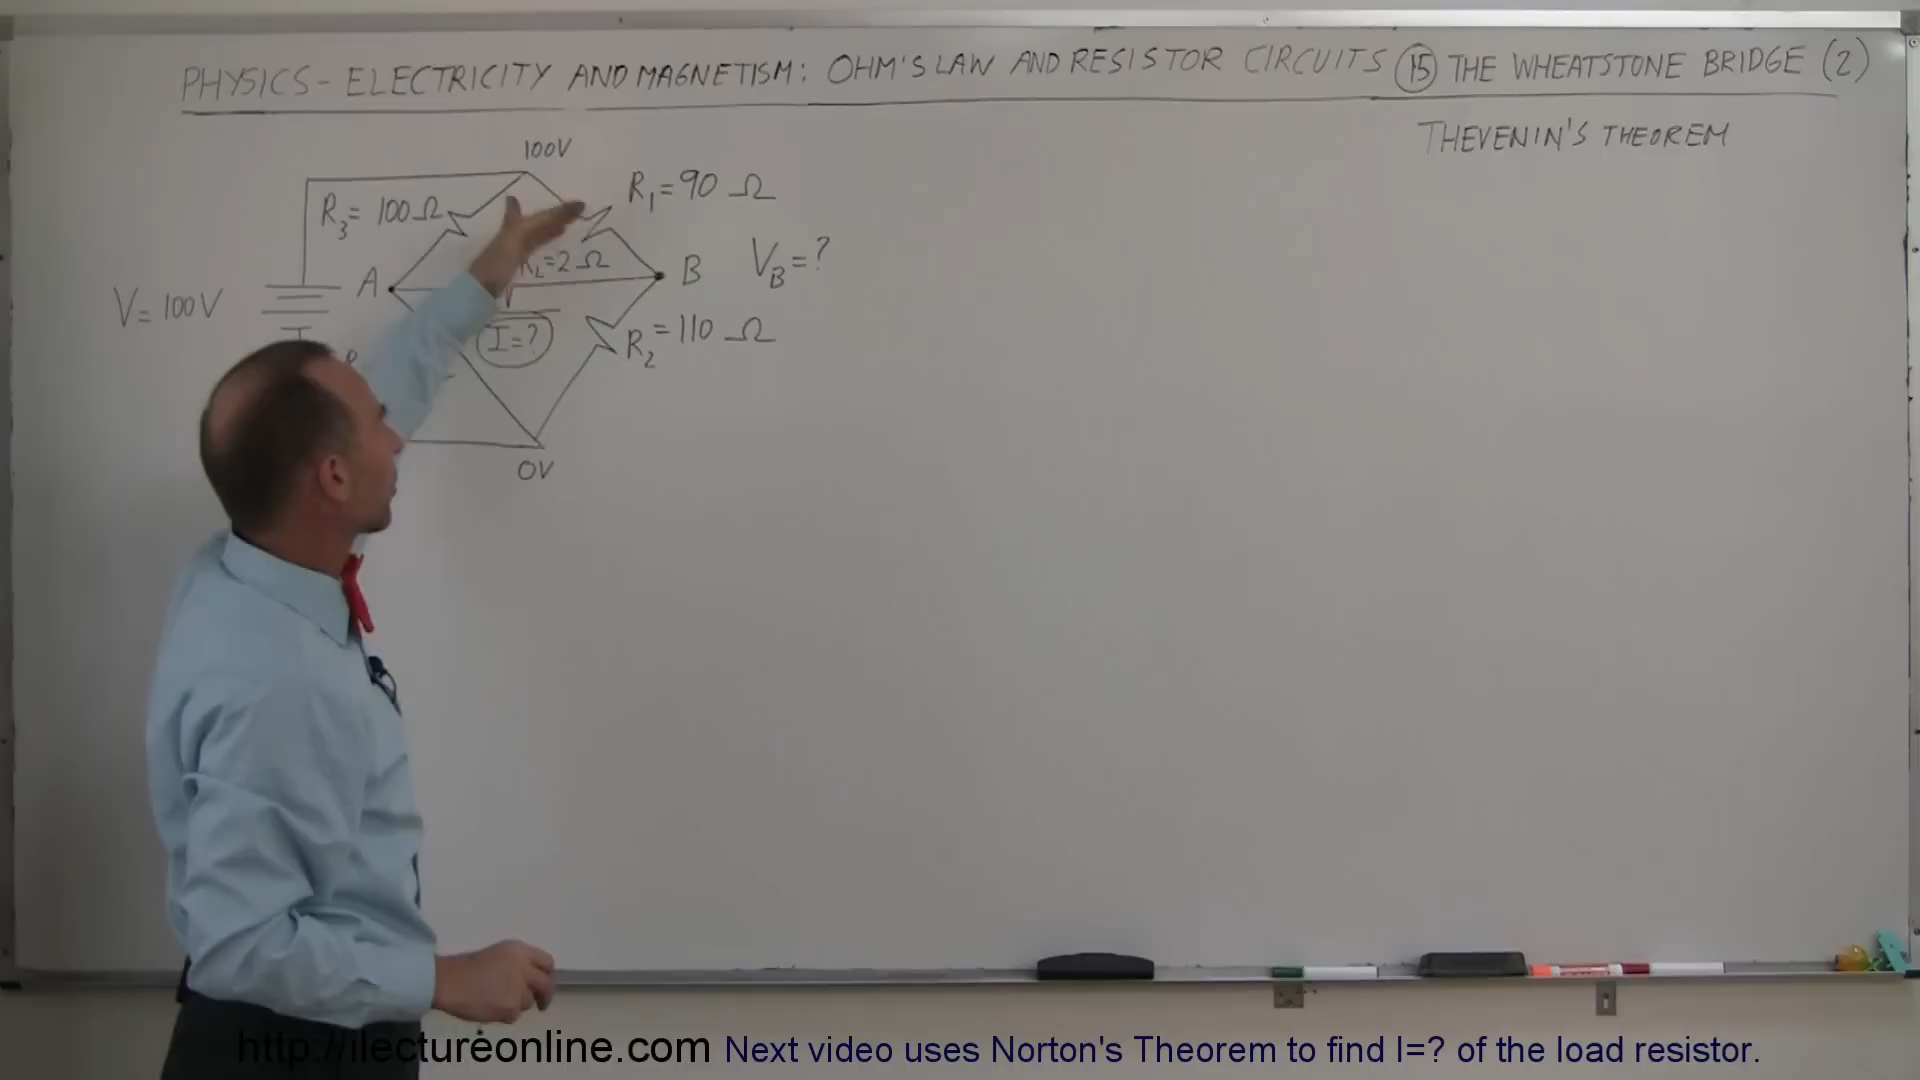 PHYSICS - ELECTRICITY AND MAGNETISM: OHM'S LAW AND RESISTOR CIRCUITS 15 THE WHEATSTONE BRIDGE (2)
THEVENIN'S THEOREM
100V
R3 = 100 Ω
R1 = 90 Ω
RL = 2 Ω
A
B
VB = ?
V = 100V
I = ?
R2 = 110 Ω
0V
http://ilectureonline.com Next video uses Norton's Theorem to find I=? of the load resistor.